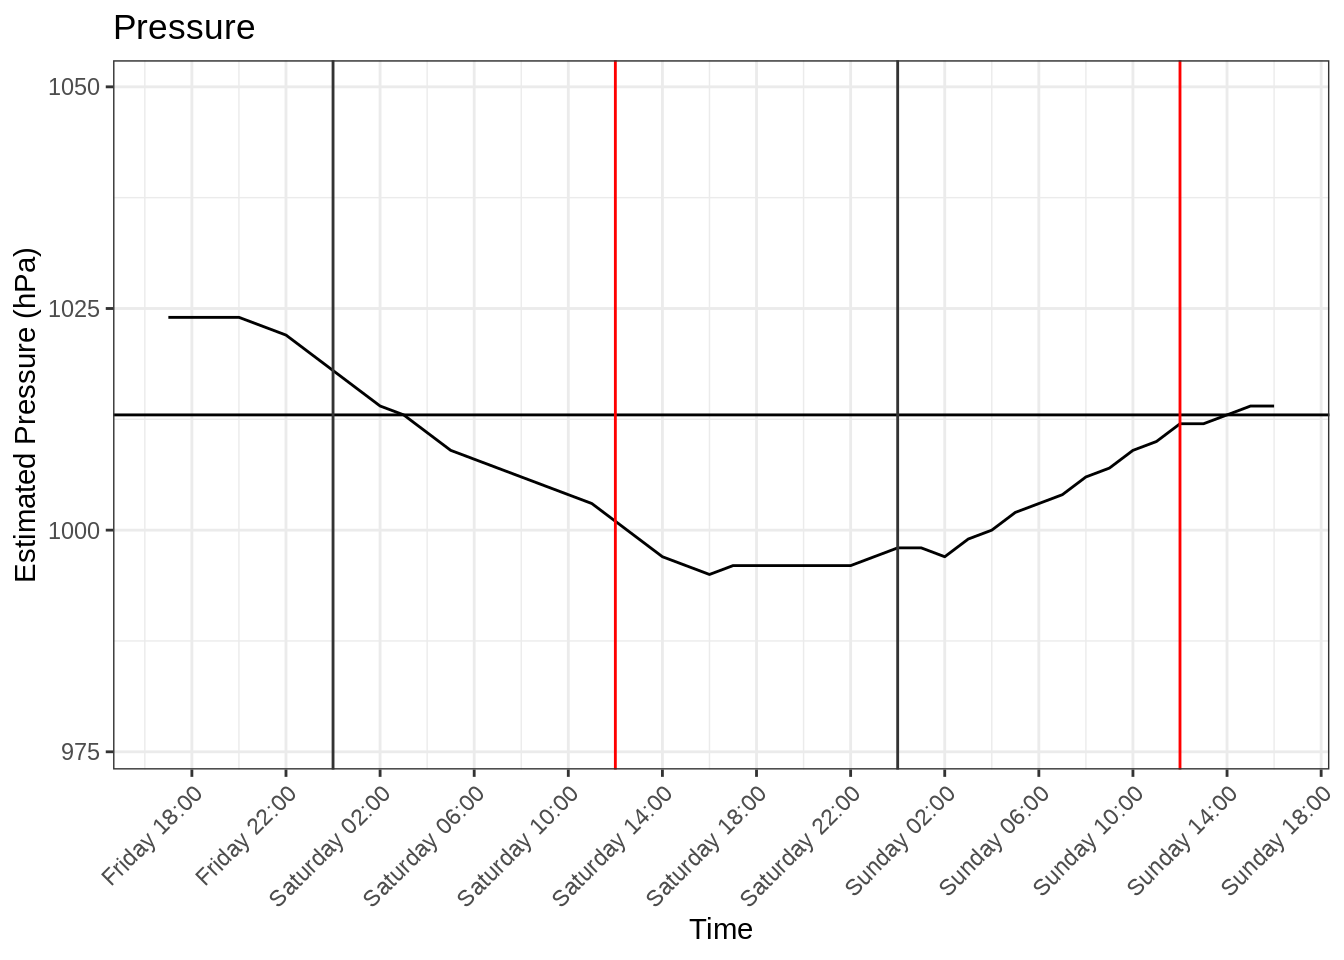 Pressure
Estimated Pressure (hPa)
1050
1025
1000
975
Friday 18:00
Friday 22:00
Saturday 02:00
Saturday 06:00
Saturday 10:00
Saturday 14:00
Saturday 18:00
Saturday 22:00
Sunday 02:00
Sunday 06:00
Sunday 10:00
Sunday 14:00
Sunday 18:00
Time